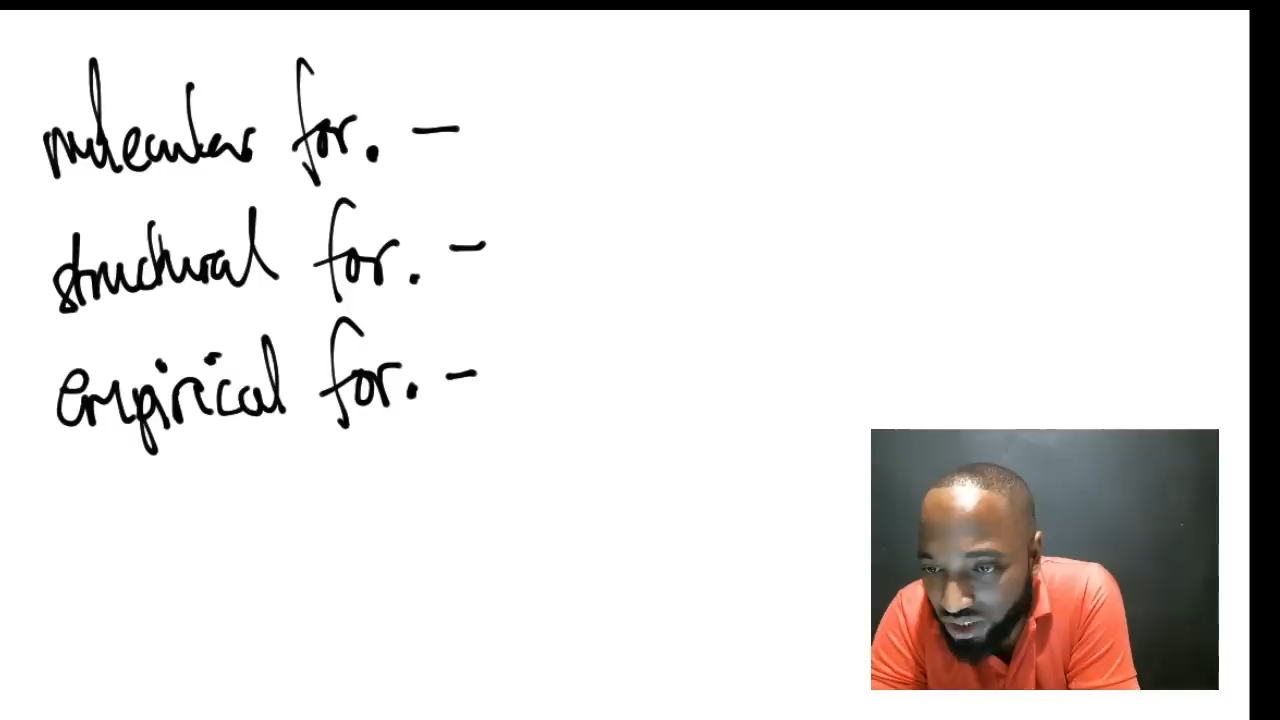 molecular for. -
structural for. -
empirical for. -